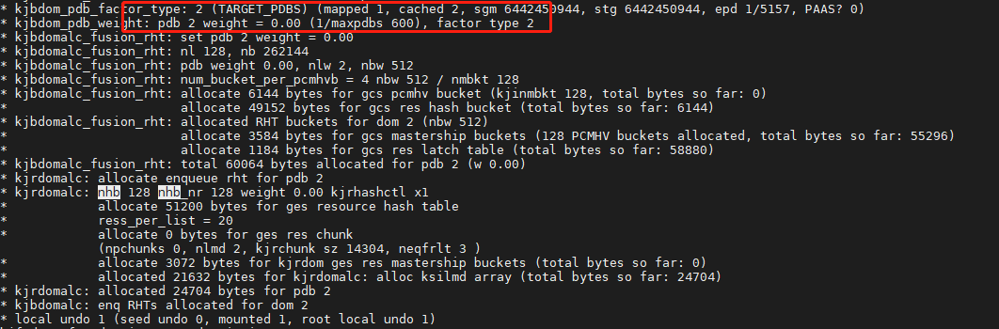 * kjbdom_pdb_factor_type: 2 (TARGET_PDBS) (mapped 1, cached 2, sgm 6442450944, stg 6442450944, epd 1/5157, PAAS? 0)
* kjbdom_pdb_weight: pdb 2 weight = 0.00 (1/maxpdbs 600), factor type 2
* kjbdomalc_fusion_rht: set pdb 2 weight = 0.00
* kjbdomalc_fusion_rht: nl 128, nb 262144
* kjbdomalc_fusion_rht: pdb weight 0.00, nlw 2, nbw 512
* kjbdomalc_fusion_rht: num_bucket_per_pcmhvb = 4 nbw 512 / nmbkt 128
* kjbdomalc_fusion_rht: allocate 6144 bytes for gcs pcmhv bucket (kjinmbkt 128, total bytes so far: 0)
* allocate 49152 bytes for gcs res hash bucket (total bytes so far: 6144)
* kjbdomalc_fusion_rht: allocated RHT buckets for dom 2 (nbw 512)
* allocate 3584 bytes for gcs mastership buckets (128 PCMHV buckets allocated, total bytes so far: 55296)
* allocate 1184 bytes for gcs res latch table (total bytes so far: 58880)
* kjbdomalc_fusion_rht: total 60064 bytes allocated for pdb 2 (w 0.00)
* kjrdomalc: allocate enqueue rht for pdb 2
* kjrdomalc: nhb 128 nhb_nr 128 weight 0.00 kjrhashctl x1
* allocate 51200 bytes for ges resource hash table
* ress_per_list = 20
* allocate 0 bytes for ges res chunk
(npchunks 0, nlmd 2, kjrchunk sz 14304, neqfrlt 3 )
* allocate 3072 bytes for kjrdom ges res mastership buckets (total bytes so far: 0)
* allocated 21632 bytes for kjrdomalc: alloc ksilmd array (total bytes so far: 24704)
* kjrdomalc: allocated 24704 bytes for pdb 2
* kjbdomalc: enq RHTs allocated for dom 2
* local undo 1 (seed undo 0, mounted 1, root local undo 1)